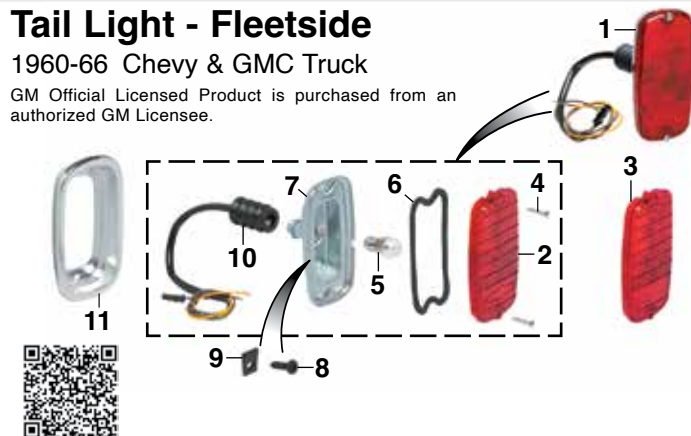 Tail Light - Fleetside
1960-66 Chevy & GMC Truck
GM Official Licensed Product is purchased from an
authorized GM Licensee.
1
2
3
4
5
6
7
8
9
10
11